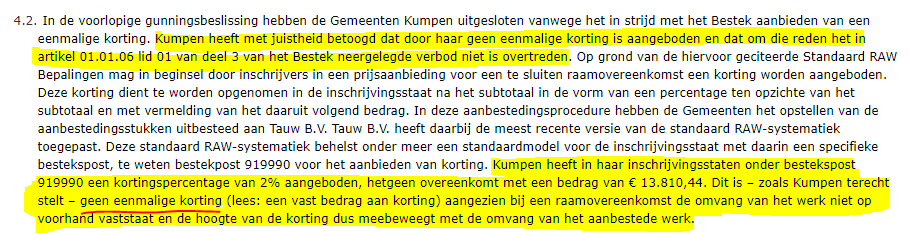 4.2. In de voorlopige gunningsbeslissing hebben de Gemeenten Kumpen uitgesloten vanwege het in strijd met het Bestek aanbieden van een
eenmalige korting. Kumpen heeft met juistheid betoogd dat door haar geen eenmalige korting is aangeboden en dat om die reden het in
artikel 01.01.06 lid 01 van deel 3 van het Bestek neergelegde verbod niet is overtreden. Op grond van de hiervoor geciteerde Standaard RAW
Bepalingen mag in beginsel door inschrijvers in een prijsaanbieding voor een te sluiten raamovereenkomst een korting worden aangeboden.
Deze korting dient te worden opgenomen in de inschrijvingsstaat na het subtotaal in de vorm van een percentage ten opzichte van het
subtotaal en met vermelding van het daaruit volgend bedrag. In deze aanbestedingsprocedure hebben de Gemeenten het opstellen van de
aanbestedingsstukken uitbesteed aan Tauw B.V. Tauw B.V. heeft daarbij de meest recente versie van de standaard RAW-systematiek
toegepast. Deze standaard RAW-systematiek behelst onder meer een standaardmodel voor de inschrijvingsstaat met daarin een specifieke
bestekspost, te weten bestekpost 919990 voor het aanbieden van korting. Kumpen heeft in haar inschrijvingsstaten onder bestekspost
919990 een kortingspercentage van 2% aangeboden, hetgeen overeenkomt met een bedrag van € 13.810,44. Dit is – zoals Kumpen terecht
stelt – geen eenmalige korting (lees: een vast bedrag aan korting) aangezien bij een raamovereenkomst de omvang van het werk niet op
voorhand vaststaat en de hoogte van de korting dus meebeweegt met de omvang van het aanbestede werk.